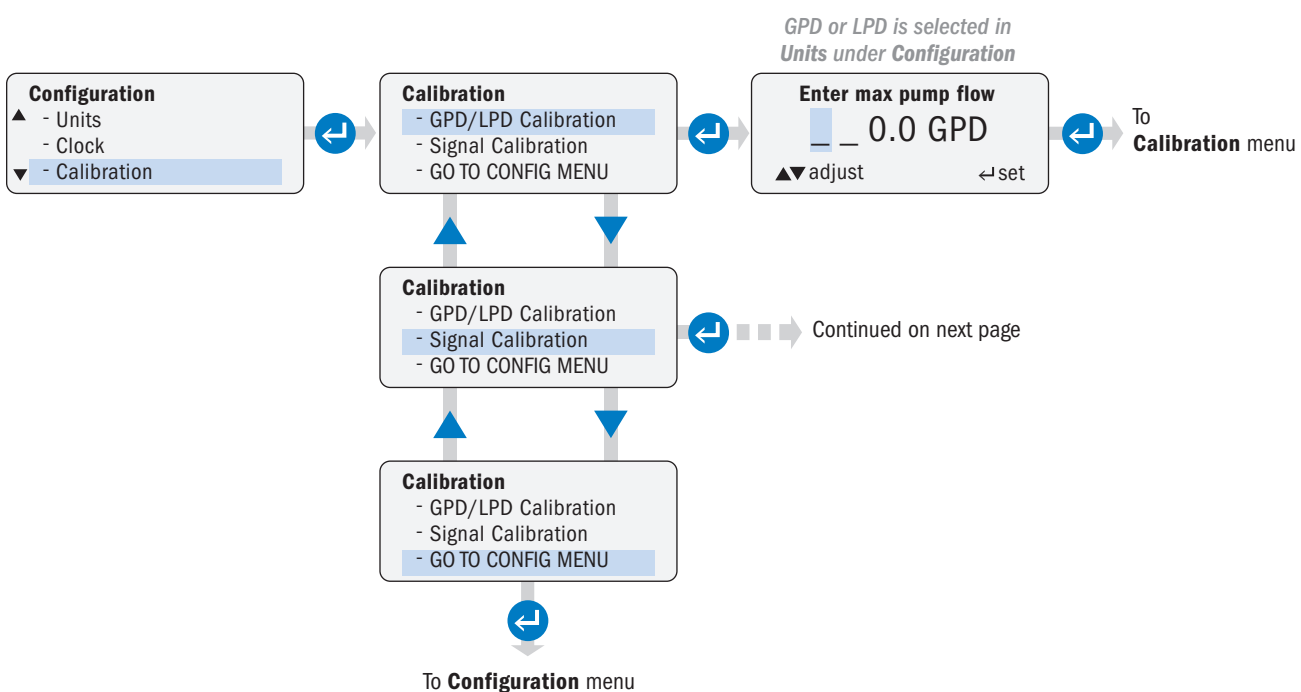 GPD or LPD is selected in
Units under Configuration
Configuration
- Units
- Clock
- Calibration
Calibration
- GPD/LPD Calibration
- Signal Calibration
- GO TO CONFIG MENU
Enter max pump flow
_ _ 0.0 GPD
▲▼ adjust ↵ set
To
Calibration menu
Calibration
- GPD/LPD Calibration
- Signal Calibration
- GO TO CONFIG MENU
Continued on next page
Calibration
- GPD/LPD Calibration
- Signal Calibration
- GO TO CONFIG MENU
To Configuration menu